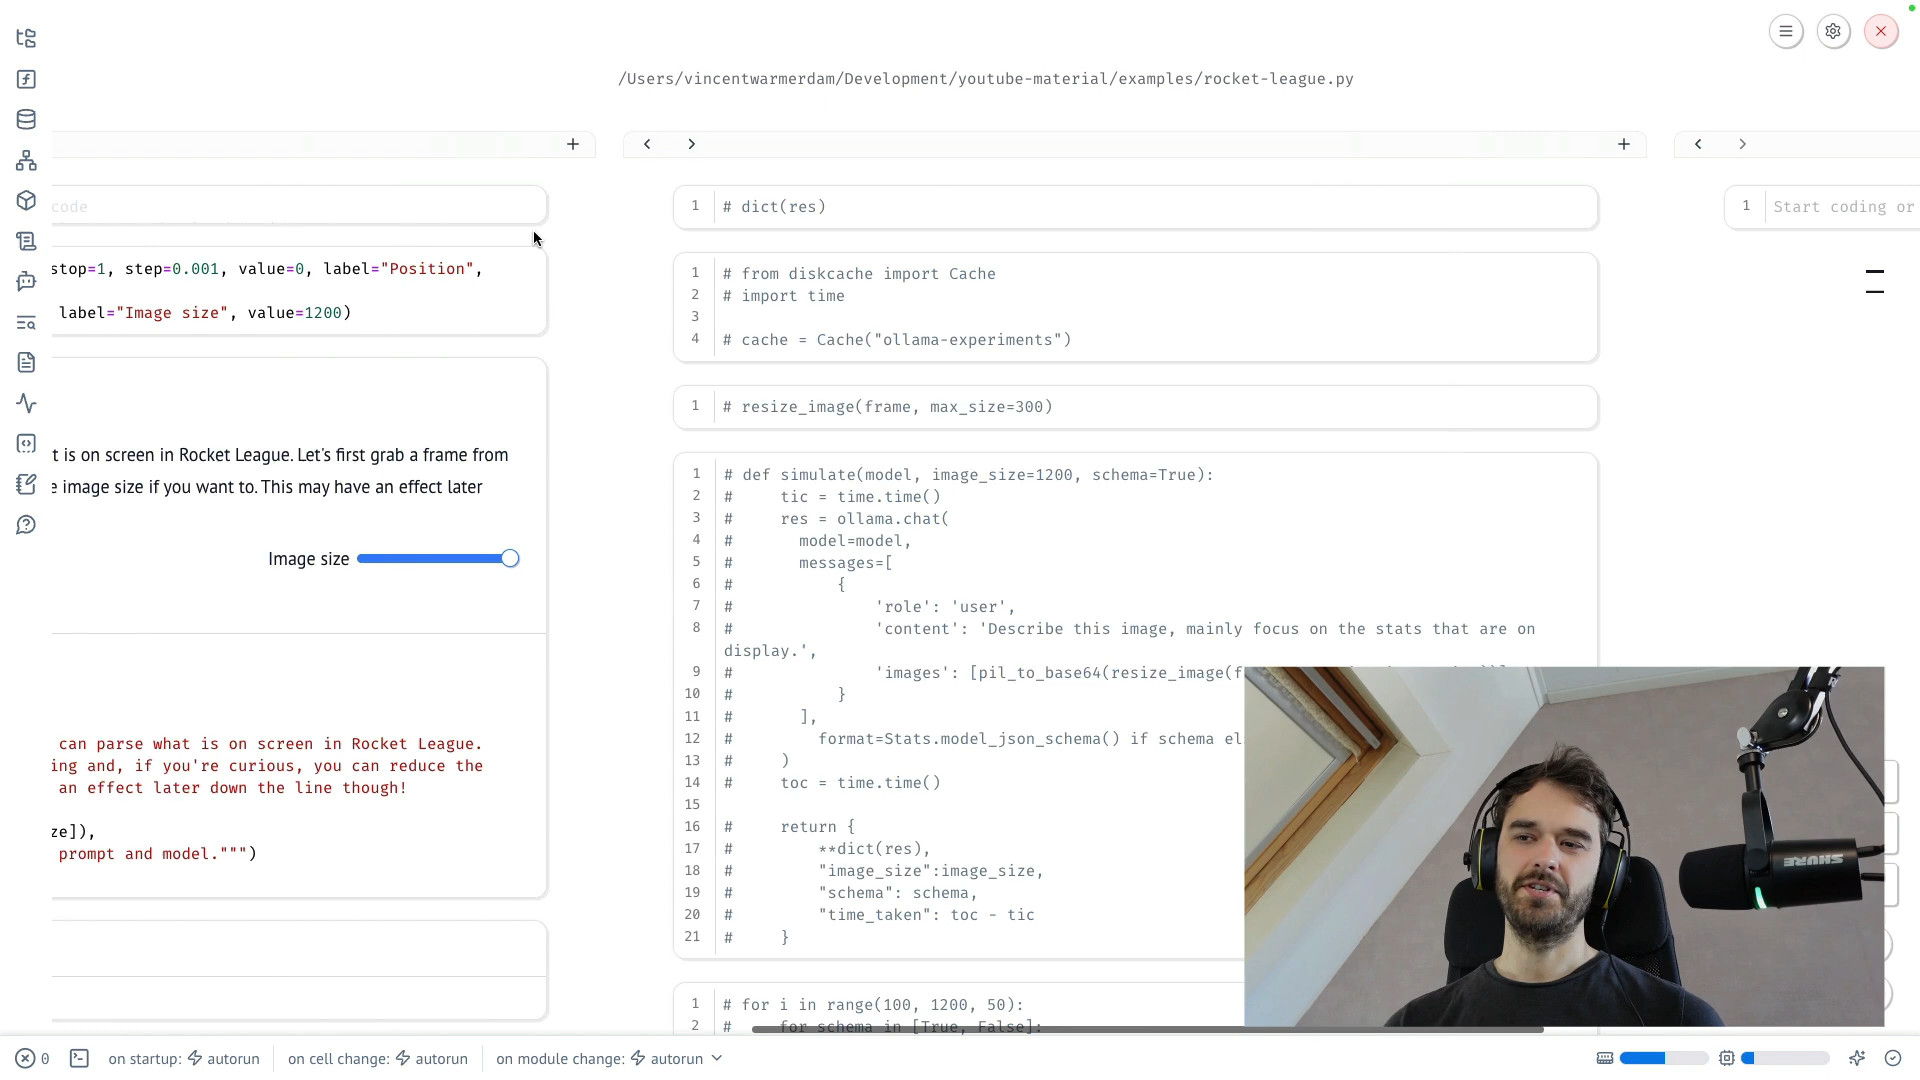 /Users/vincentwarmerdam/Development/youtube-material/examples/rocket-league.py
code
stop=1, step=0.001, value=0, label="Position",
label="Image size", value=1200)
t is on screen in Rocket League. Let's first grab a frame from
e image size if you want to. This may have an effect later
Image size
can parse what is on screen in Rocket League.
ing and, if you're curious, you can reduce the
an effect later down the line though!
ze]),
prompt and model.""")
1 # dict(res)
1 # from diskcache import Cache
2 # import time
3
4 # cache = Cache("ollama-experiments")
1 # resize_image(frame, max_size=300)
1 # def simulate(model, image_size=1200, schema=True):
2 #     tic = time.time()
3 #     res = ollama.chat(
4 #       model=model,
5 #       messages=[
6 #           {
7 #               'role': 'user',
8 #               'content': 'Describe this image, mainly focus on the stats that are on
display.',
9 #               'images': [pil_to_base64(resize_image(f
10 #           }
11 #       ],
12 #         format=Stats.model_json_schema() if schema el
13 #     )
14 #     toc = time.time()
15
16 #     return {
17 #         **dict(res),
18 #         "image_size":image_size,
19 #         "schema": schema,
20 #         "time_taken": toc - tic
21 #     }
1 # for i in range(100, 1200, 50):
2 #     for schema in [True, False]:
1 Start coding or
SHURE
0 on startup: autorun on cell change: autorun on module change: autorun